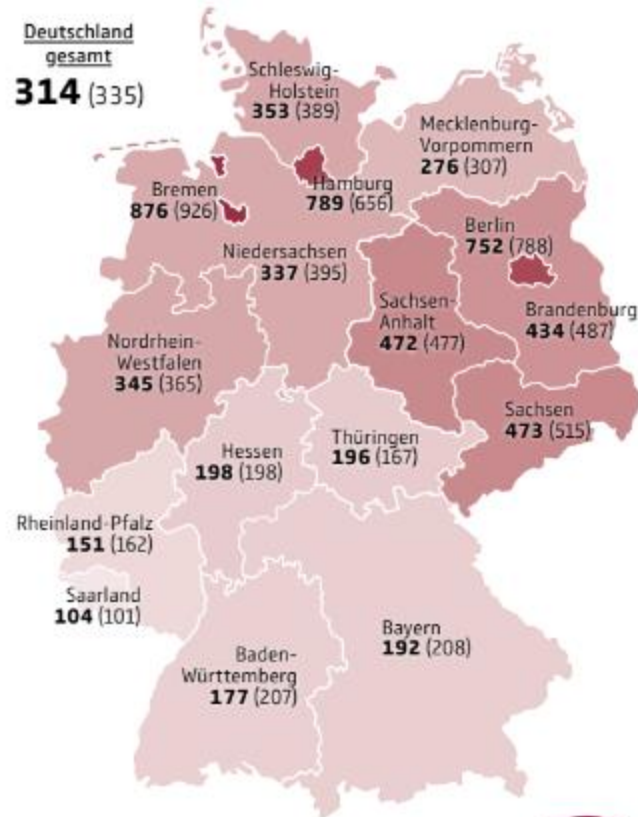 Deutschland
gesamt
314 (335)
Schleswig-
Holstein
353 (389)
Mecklenburg-
Vorpommern
276 (307)
Hamburg
789 (656)
Bremen
876 (926)
Berlin
752 (788)
Niedersachsen
337 (395)
Sachsen-
Anhalt
472 (477)
Brandenburg
434 (487)
Nordrhein-
Westfalen
345 (365)
Sachsen
473 (515)
Hessen
198 (198)
Thüringen
196 (167)
Rheinland-Pfalz
151 (162)
Saarland
104 (101)
Bayern
192 (208)
Baden-
Württemberg
177 (207)